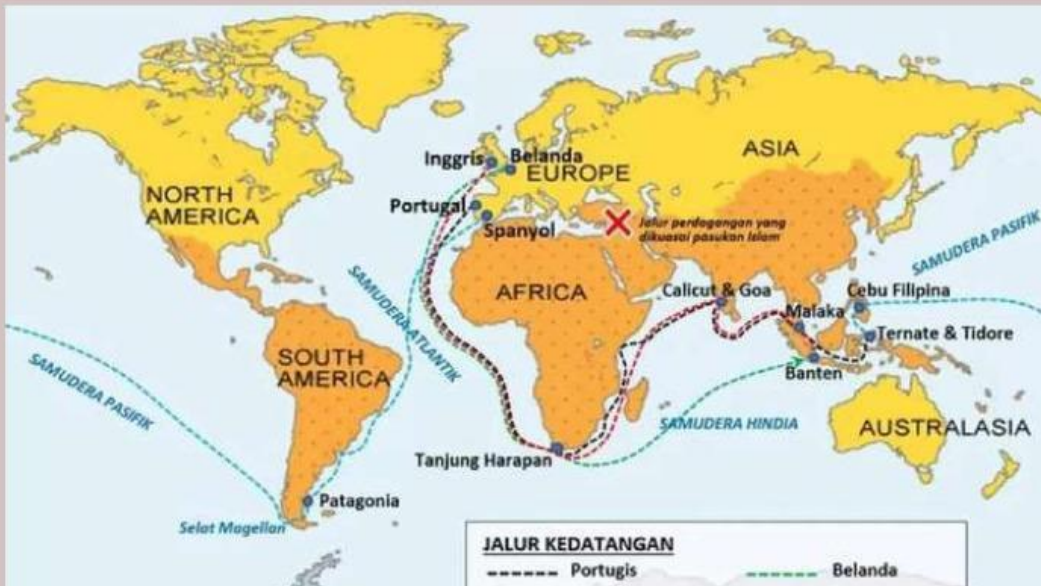 Inggris
Belanda
EUROPE
ASIA
NORTH
AMERICA
Portugal
Spanyol
Jalur perdagangan yang
dikuasai pasukan Islam
SAMUDERA PASIFIK
SAMUDERA ATLANTIK
AFRICA
Calicut & Goa
Cebu Filipina
Malaka
Ternate & Tidore
SOUTH
AMERICA
SAMUDERA PASIFIK
Banten
SAMUDERA HINDIA
AUSTRALASIA
Tanjung Harapan
Patagonia
Selat Magellan
JALUR KEDATANGAN
Portugis
Belanda